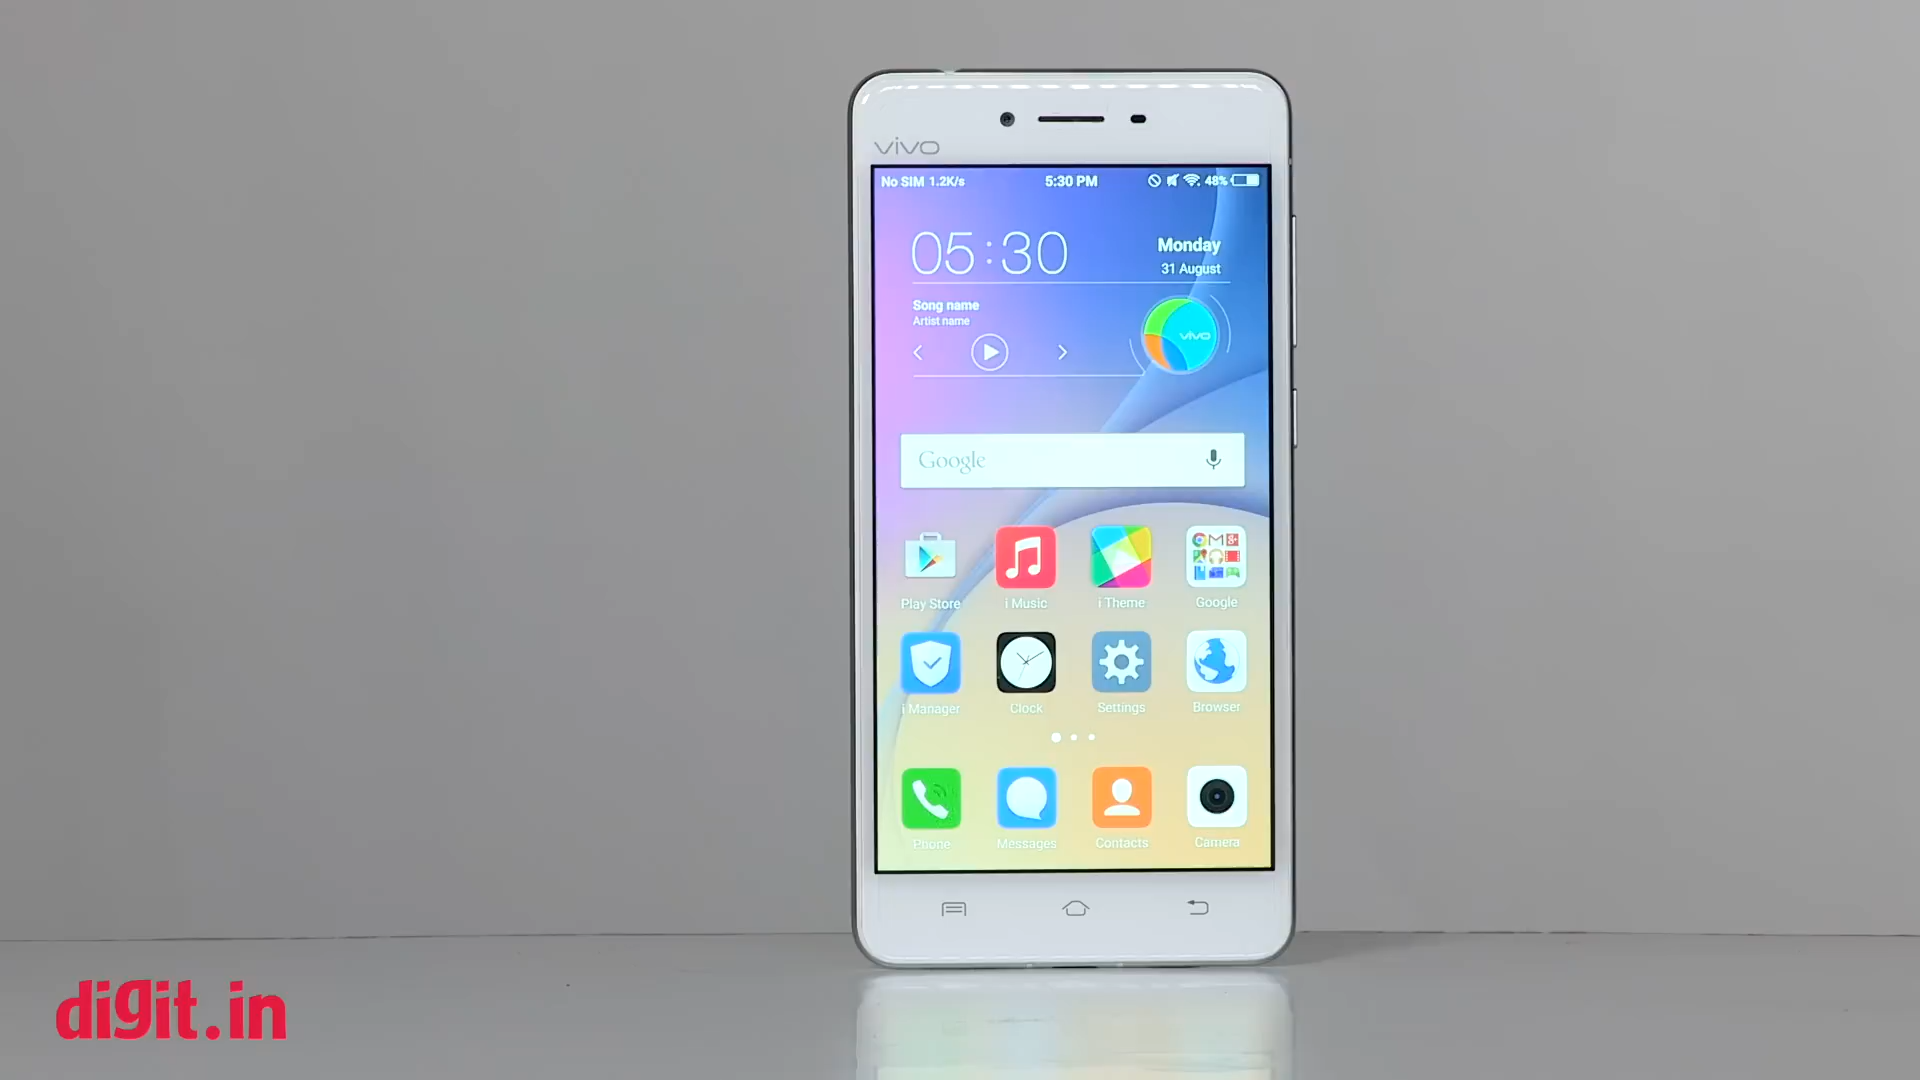 vivo
No SIM 1.2K/s 5:30 PM 48%
05:30 Monday
31 August
Song name
Artist name
vivo
Google
Play Store i Music i Theme Google
i Manager Clock Settings Browser
Phone Messages Contacts Camera
digit.in